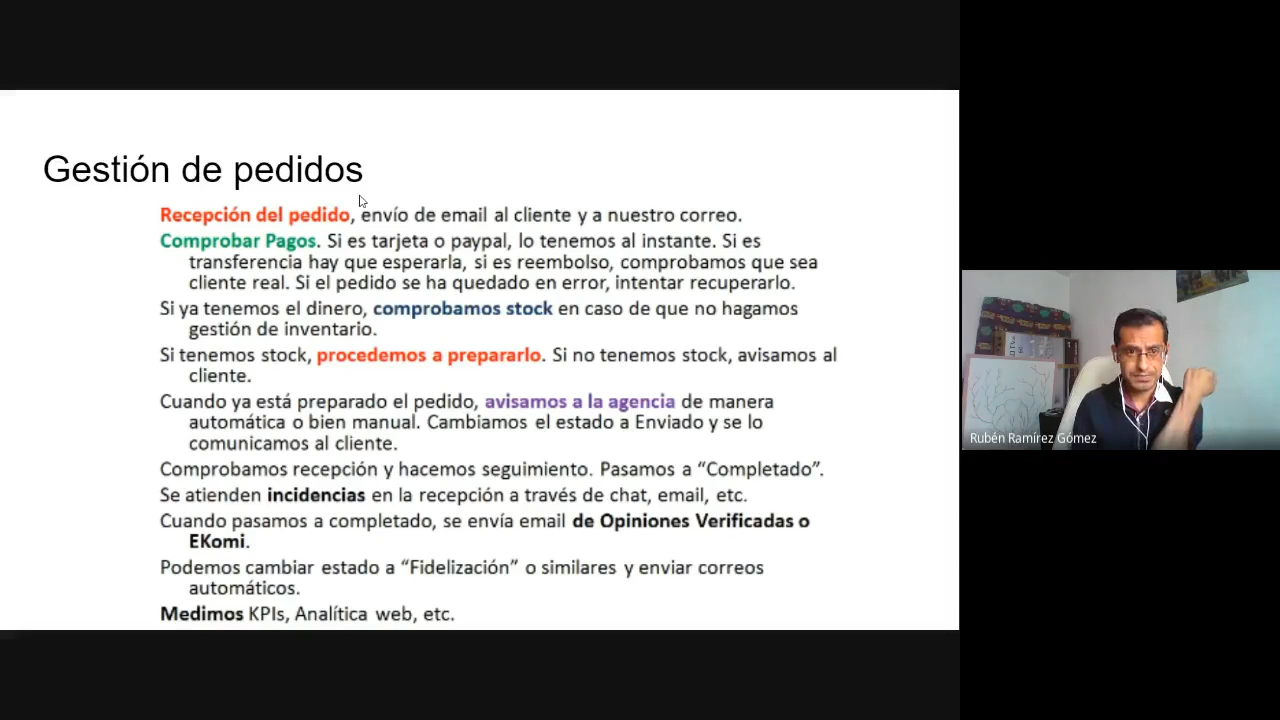 Gestión de pedidos
Recepción del pedido, envío de email al cliente y a nuestro correo.
Comprobar Pagos. Si es tarjeta o paypal, lo tenemos al instante. Si es
transferencia hay que esperarla, si es reembolso, comprobamos que sea
cliente real. Si el pedido se ha quedado en error, intentar recuperarlo.
Si ya tenemos el dinero, comprobamos stock en caso de que no hagamos
gestión de inventario.
Si tenemos stock, procedemos a prepararlo. Si no tenemos stock, avisamos al
cliente.
Cuando ya está preparado el pedido, avisamos a la agencia de manera
automática o bien manual. Cambiamos el estado a Enviado y se lo
comunicamos al cliente.
Comprobamos recepción y hacemos seguimiento. Pasamos a “Completado”.
Se atienden incidencias en la recepción a través de chat, email, etc.
Cuando pasamos a completado, se envía email de Opiniones Verificadas o
EKomi.
Podemos cambiar estado a “Fidelización” o similares y enviar correos
automáticos.
Medimos KPIs, Analítica web, etc.
Rubén Ramírez Gómez